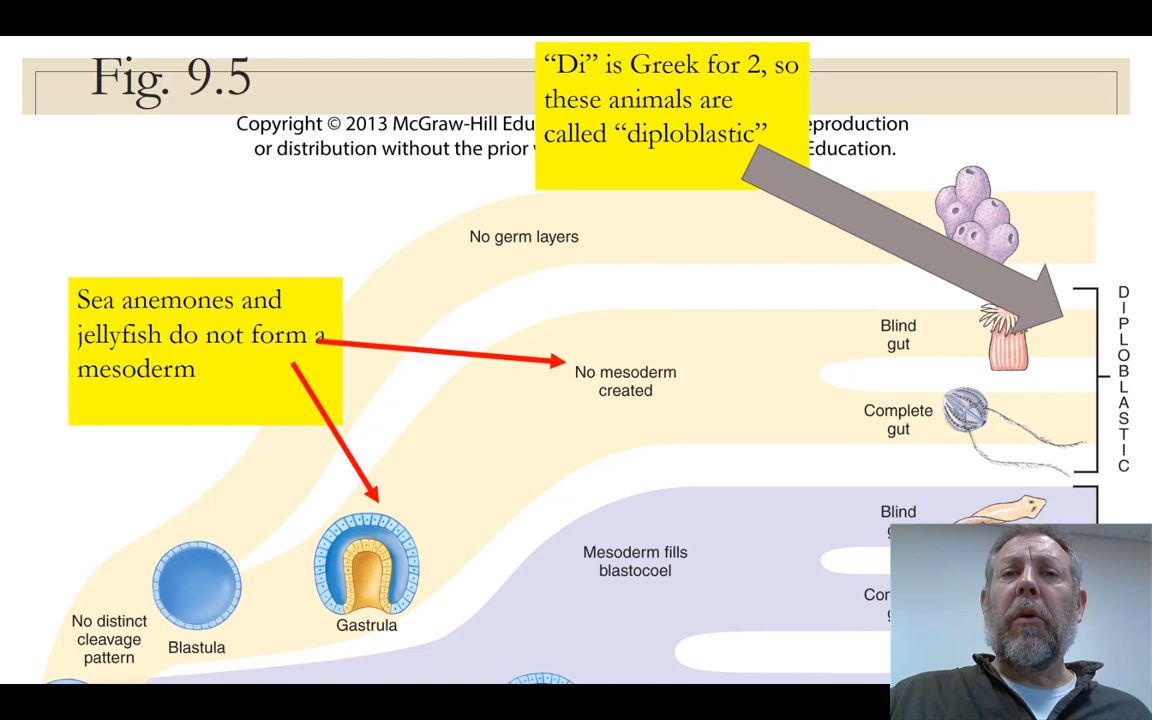 Fig. 9.5
"Di" is Greek for 2, so
these animals are
called "diploblastic"
Copyright © 2013 McGraw-Hill
or distribution without the prior
Education.
No germ layers
Sea anemones and
jellyfish do not form a
mesoderm
No mesoderm
created
Blind
gut
Complete
gut
DIPLOBLASTIC
Mesoderm fills
blastocoel
Blind
No distinct
cleavage
pattern
Blastula
Gastrula